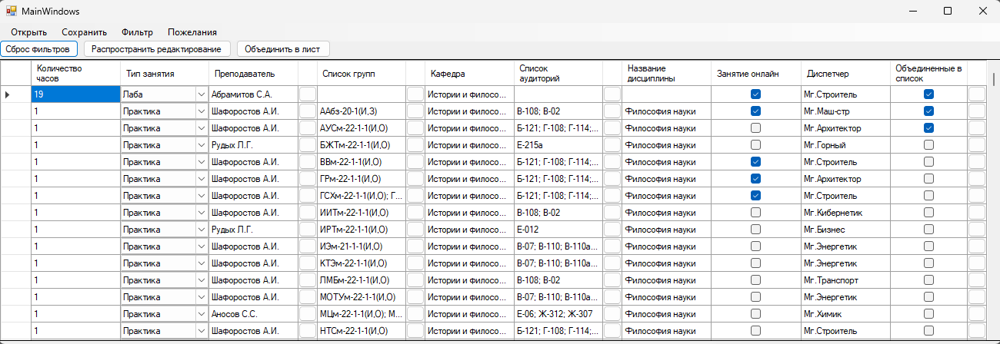 MainWindows
Открыть Сохранить Фильтр Пожелания
Сброс фильтров Распространить редактирование Объединить в лист
Количество часов Тип занятия Преподаватель Список групп Кафедра Список аудиторий Название дисциплины Занятие онлайн Диспетчер Объединенные в список
19 Лаба Абрамитов С.А. Истории и филосо... Мг.Строитель
1 Практика Шафоростов А.И. ААбз-20-1(И,З) Истории и филосо... В-108; В-02 Философия науки Мг.Маш-стр
1 Практика Шафоростов А.И. АУСм-22-1-1(И,О) Истории и филосо... Б-121; Г-108; Г-114;... Философия науки Мг.Архитектор
1 Практика Рудых Л.Г. БЖТм-22-1-1(И,О) Истории и филосо... Е-215а Философия науки Мг.Горный
1 Практика Шафоростов А.И. ВВм-22-1-1(И,О) Истории и филосо... Б-121; Г-108; Г-114;... Философия науки Мг.Строитель
1 Практика Шафоростов А.И. ГРм-22-1-1(И,О) Истории и филосо... Б-121; Г-108; Г-114;... Философия науки Мг.Архитектор
1 Практика Шафоростов А.И. ГСХм-22-1-1(И,О); Г... Истории и филосо... Б-121; Г-108; Г-114;... Философия науки Мг.Строитель
1 Практика Шафоростов А.И. ИИТм-22-1-1(И,О) Истории и филосо... В-108; В-02 Философия науки Мг.Кибернетик
1 Практика Рудых Л.Г. ИРТм-22-1-1(И,О) Истории и филосо... Е-012 Философия науки Мг.Бизнес
1 Практика Шафоростов А.И. ИЭм-21-1-1(И,О) Истории и филосо... В-07; В-110; В-110а... Философия науки Мг.Энергетик
1 Практика Шафоростов А.И. КТЭм-22-1-1(И,О) Истории и филосо... В-07; В-110; В-110а... Философия науки Мг.Энергетик
1 Практика Шафоростов А.И. ЛМБм-22-1-1(И,О) Истории и филосо... В-108; В-02 Философия науки Мг.Транспорт
1 Практика Шафоростов А.И. МОТУм-22-1-1(И,О) Истории и филосо... В-07; В-110; В-110а... Философия науки Мг.Энергетик
1 Практика Аносов С.С. МЦм-22-1-1(И,О); М... Истории и филосо... Е-06; Ж-312; Ж-307 Философия науки Мг.Химик
1 Практика Шафоростов А.И. НТСм-22-1-1(И,О) Истории и филосо... Б-121; Г-108; Г-114;... Философия науки Мг.Строитель